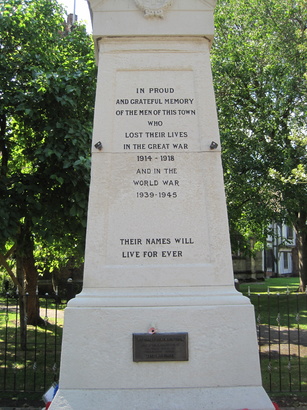 IN PROUD
AND GRATEFUL MEMORY
OF THE MEN OF THIS TOWN
WHO
LOST THEIR LIVES
IN THE GREAT WAR
1914 - 1918
AND IN THE
WORLD WAR
1939-1945
THEIR NAMES WILL
LIVE FOR EVER